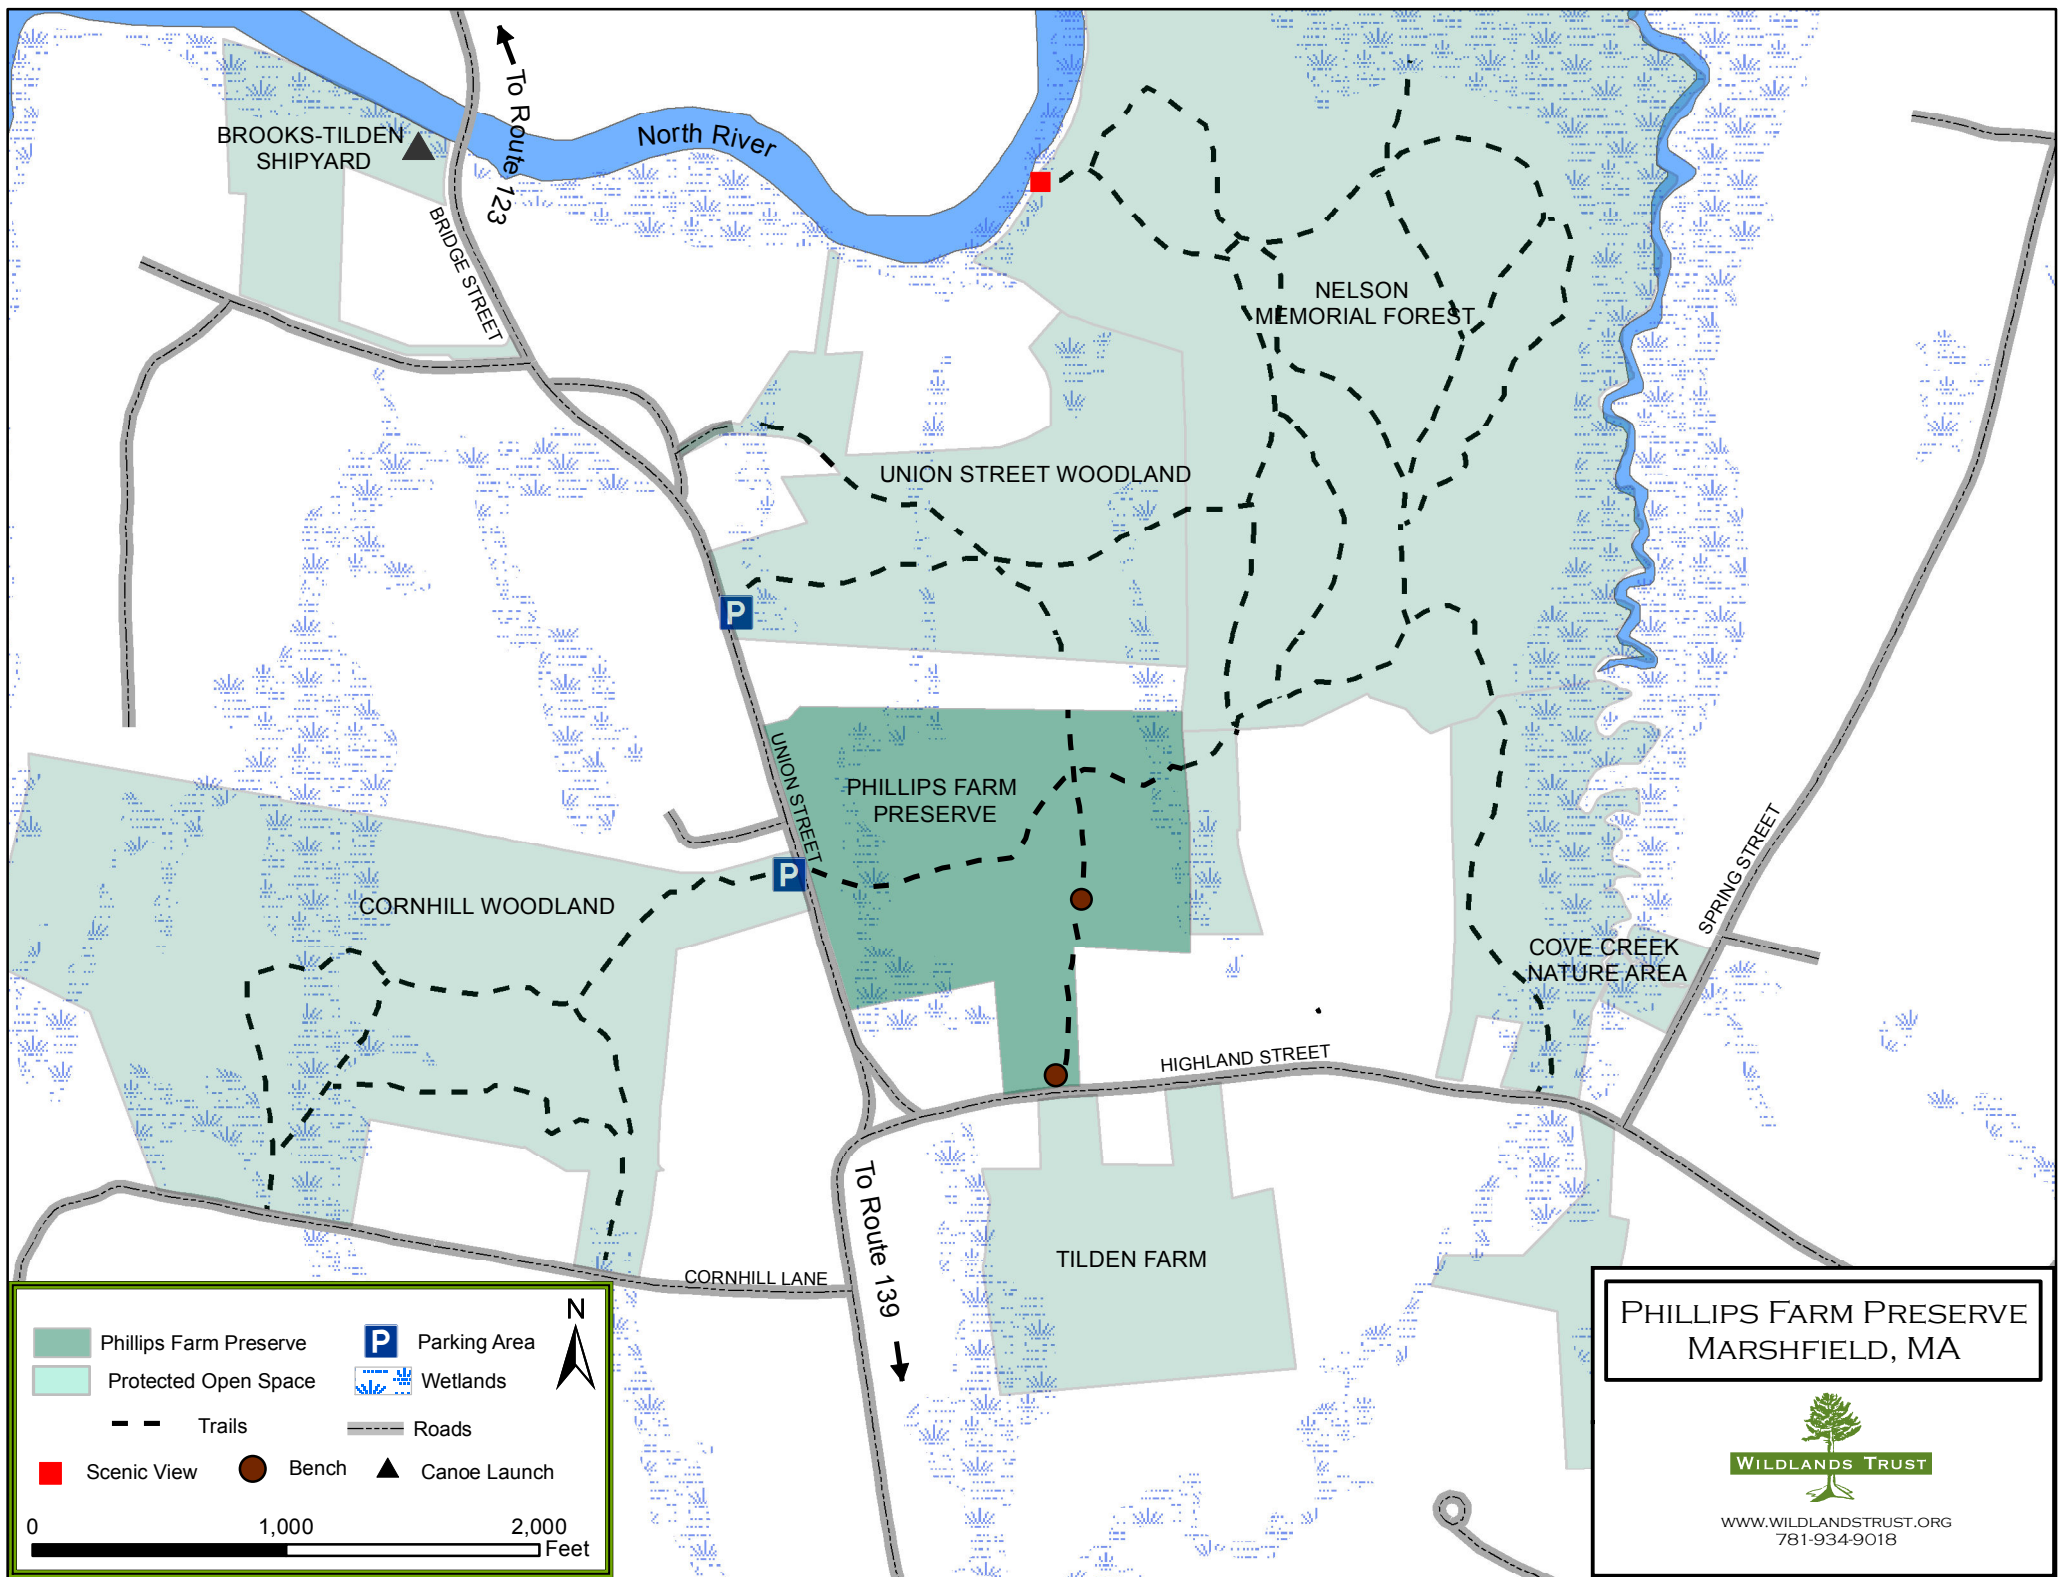 To Route 123
North River
BROOKS-TILDEN
SHIPYARD
BRIDGE STREET
NELSON
MEMORIAL FOREST
UNION STREET WOODLAND
UNION STREET
PHILLIPS FARM
PRESERVE
CORNHILL WOODLAND
SPRING STREET
COVE CREEK
NATURE AREA
HIGHLAND STREET
To Route 139
TILDEN FARM
CORNHILL LANE
P
P
N
Phillips Farm Preserve
P Parking Area
Protected Open Space
Wetlands
Trails
Roads
Scenic View
Bench
Canoe Launch
0 1,000 2,000
Feet
PHILLIPS FARM PRESERVE
MARSHFIELD, MA
WILDLANDS TRUST
WWW.WILDLANDSTRUST.ORG
781-934-9018